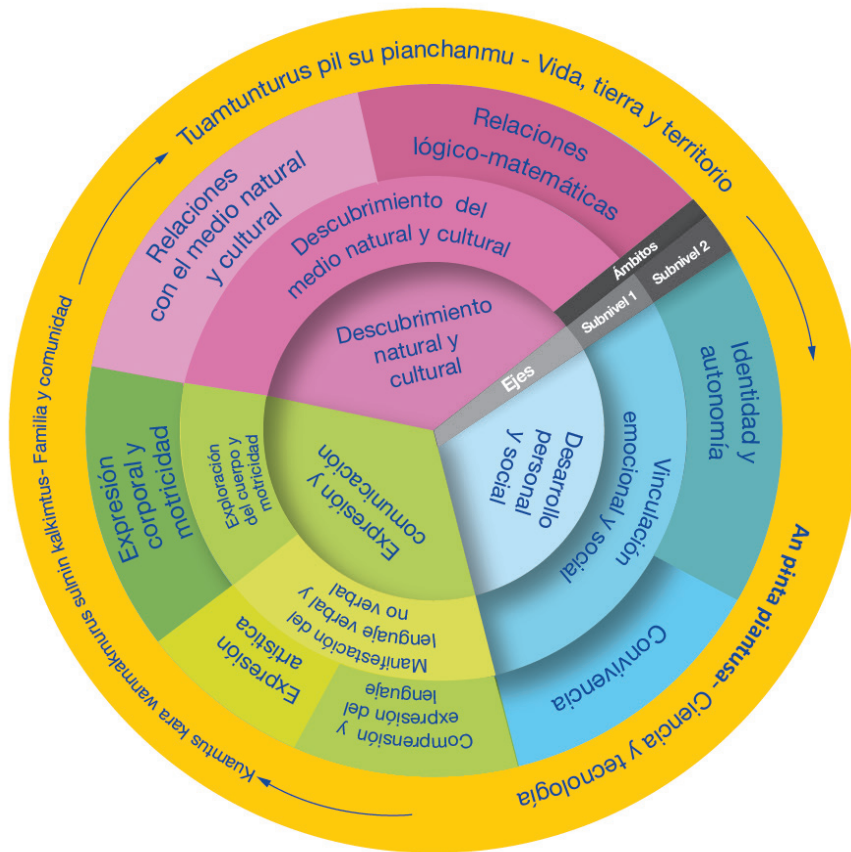 Tuamtunturus pil su pianchanmu - Vida, tierra y territorio
An pinta piantusa- Ciencia y tecnología
Kuamtus kara wanmakmurus sulmin kalkimtus- Familia y comunidad
Relaciones
lógico-matemáticas
Relaciones
con el medio natural
y cultural
Descubrimiento del
medio natural y cultural
Descubrimiento
natural y
cultural
Ámbitos
Subnivel 2
Subnivel 1
Ejes
Identidad y
autonomía
Vinculación
emocional y social
Desarrollo
personal
y social
Convivencia
Expresión y
comunicación
Exploración
del cuerpo y
motricidad
Expresión
corporal y
motricidad
Manifestación del
lenguaje verbal y
no verbal
Expresión
artística
Comprensión y
expresión del
lenguaje